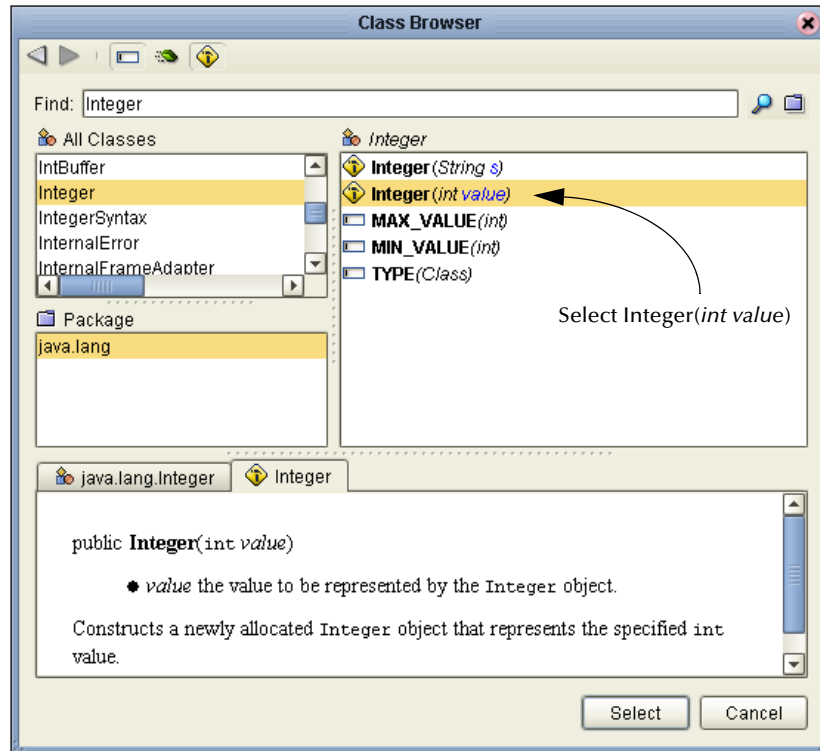 Class Browser
Find: Integer
All Classes
IntBuffer
Integer
IntegerSyntax
InternalError
InternalFrameAdapter
Package
java.lang
Integer
Integer(String s)
Integer(int value)
MAX_VALUE(int)
MIN_VALUE(int)
TYPE(Class)
Select Integer(int value)
java.lang.Integer
Integer
public Integer(int value)
● value the value to be represented by the Integer object.
Constructs a newly allocated Integer object that represents the specified int
value.
Select
Cancel